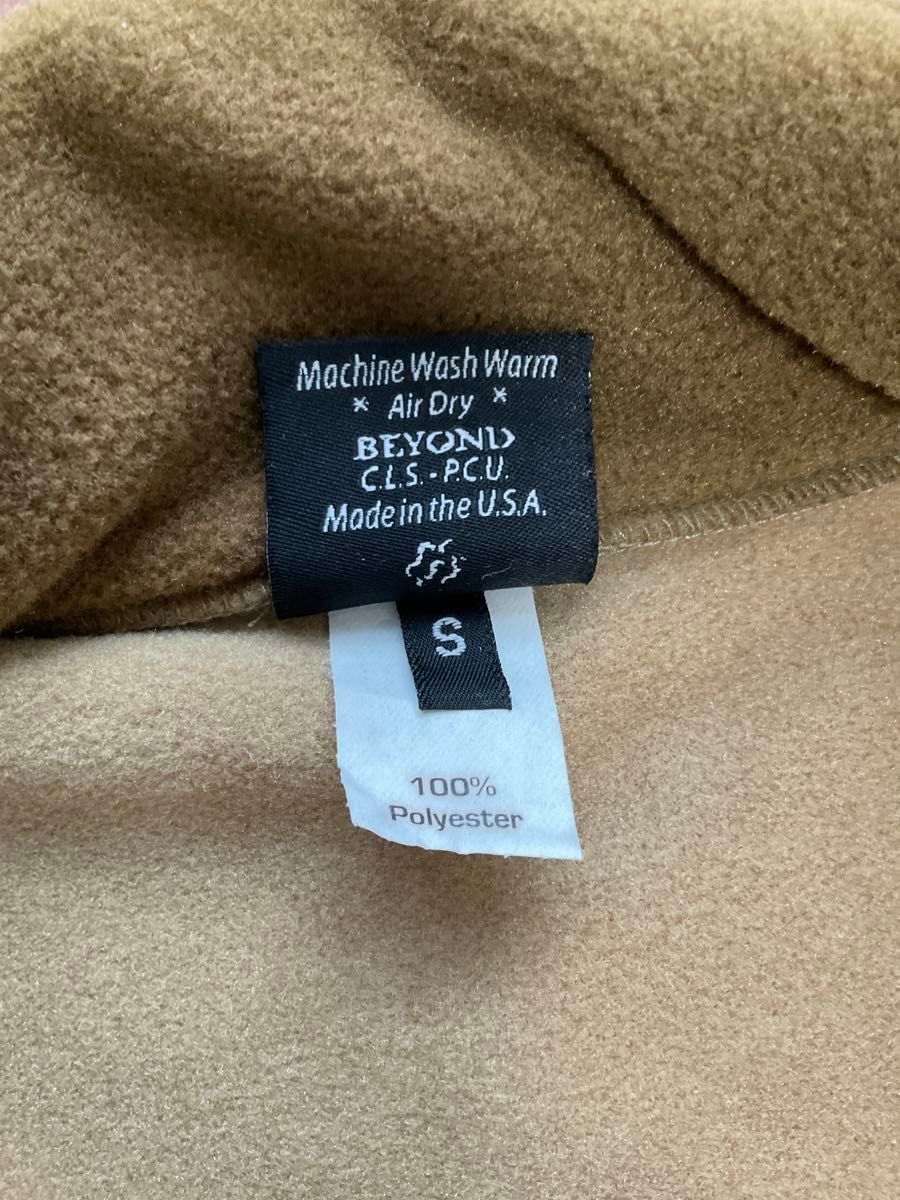 Machine Wash Warm
* Air Dry *
BEYOND
C.L.S. - P.C.U.
Made in the U.S.A.
S
100%
Polyester